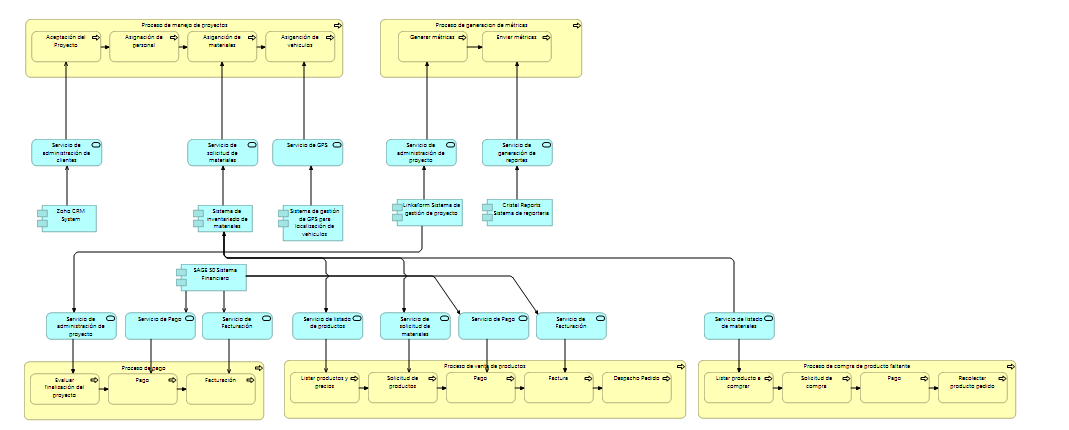 Proceso de manejo de proyectos
Aceptación del
Proyecto
Asignación de
personal
Asiganción de
materiales
Asigención de
vehículos
Proceso de generacion de métricas
Generar métricas
Enviar métricas
Servicio de
administración de
clientes
Servicio de
solicitud de
materiales
Servicio de GPS
Servicio de
administración de
proyecto
Servicio de
generación de
reportes
Zoho CRM
System
Sistema de
inventariado de
materiales
Sistema de gestión
de GPS para
localización de
vehículos
Linkaform Sistema de
gestión de proyecto
Cristal Reports
Sistema de reportería
SAGE 50 Sistema
Financiero
Servicio de
administración de
proyecto
Servicio de Pago
Servicio de
Facturación
Servicio de listado
de productos
Servicio de
solicitud de
materiales
Servicio de Pago
Servicio de
Facturación
Servicio de listado
de materiales
Proceso de pago
Evaluar
finalización del
proyecto
Pago
Facturación
Proceso de venta de productos
Listar productos y
precios
Solicitud de
productos
Pago
Factura
Despacho Pedido
Proceso de compra de producto faltante
Listar producto a
comprar
Solicitud de
compra
Pago
Recolectar
producto pedido